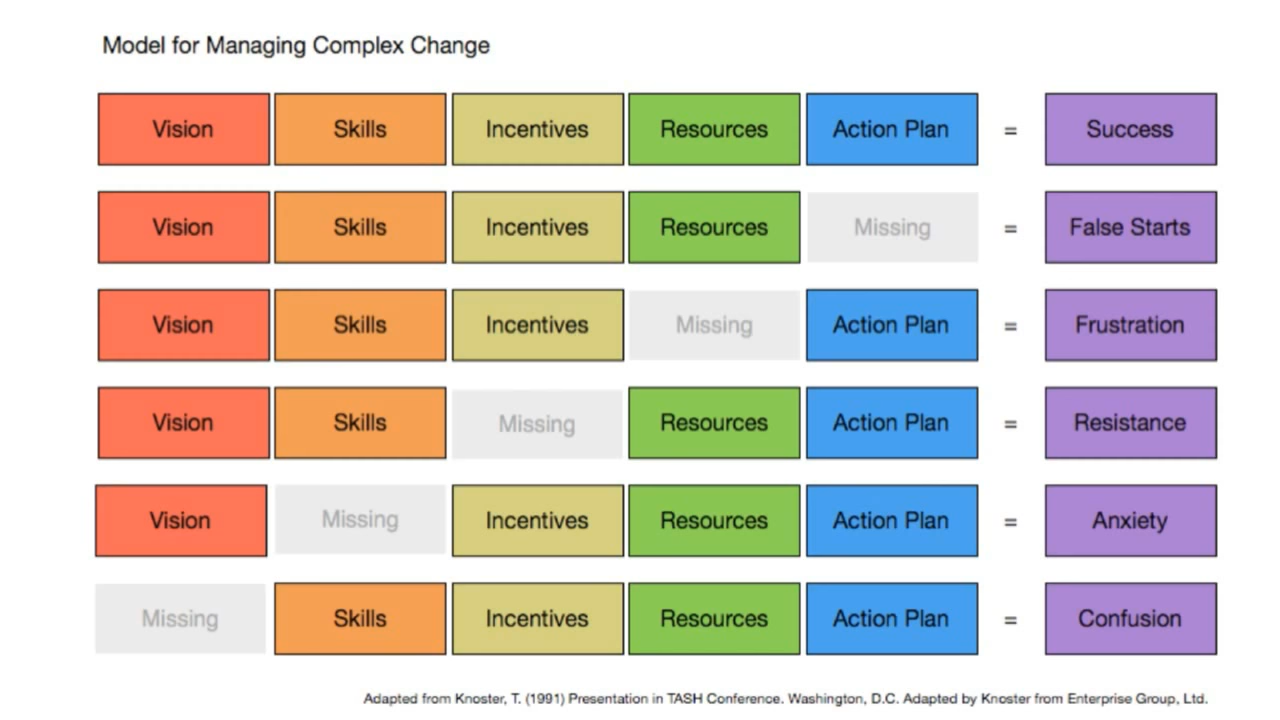 Model for Managing Complex Change
Vision Skills Incentives Resources Action Plan = Success
Vision Skills Incentives Resources Missing = False Starts
Vision Skills Incentives Missing Action Plan = Frustration
Vision Skills Missing Resources Action Plan = Resistance
Vision Missing Incentives Resources Action Plan = Anxiety
Missing Skills Incentives Resources Action Plan = Confusion
Adapted from Knoster, T. (1991) Presentation in TASH Conference. Washington, D.C. Adapted by Knoster from Enterprise Group, Ltd.